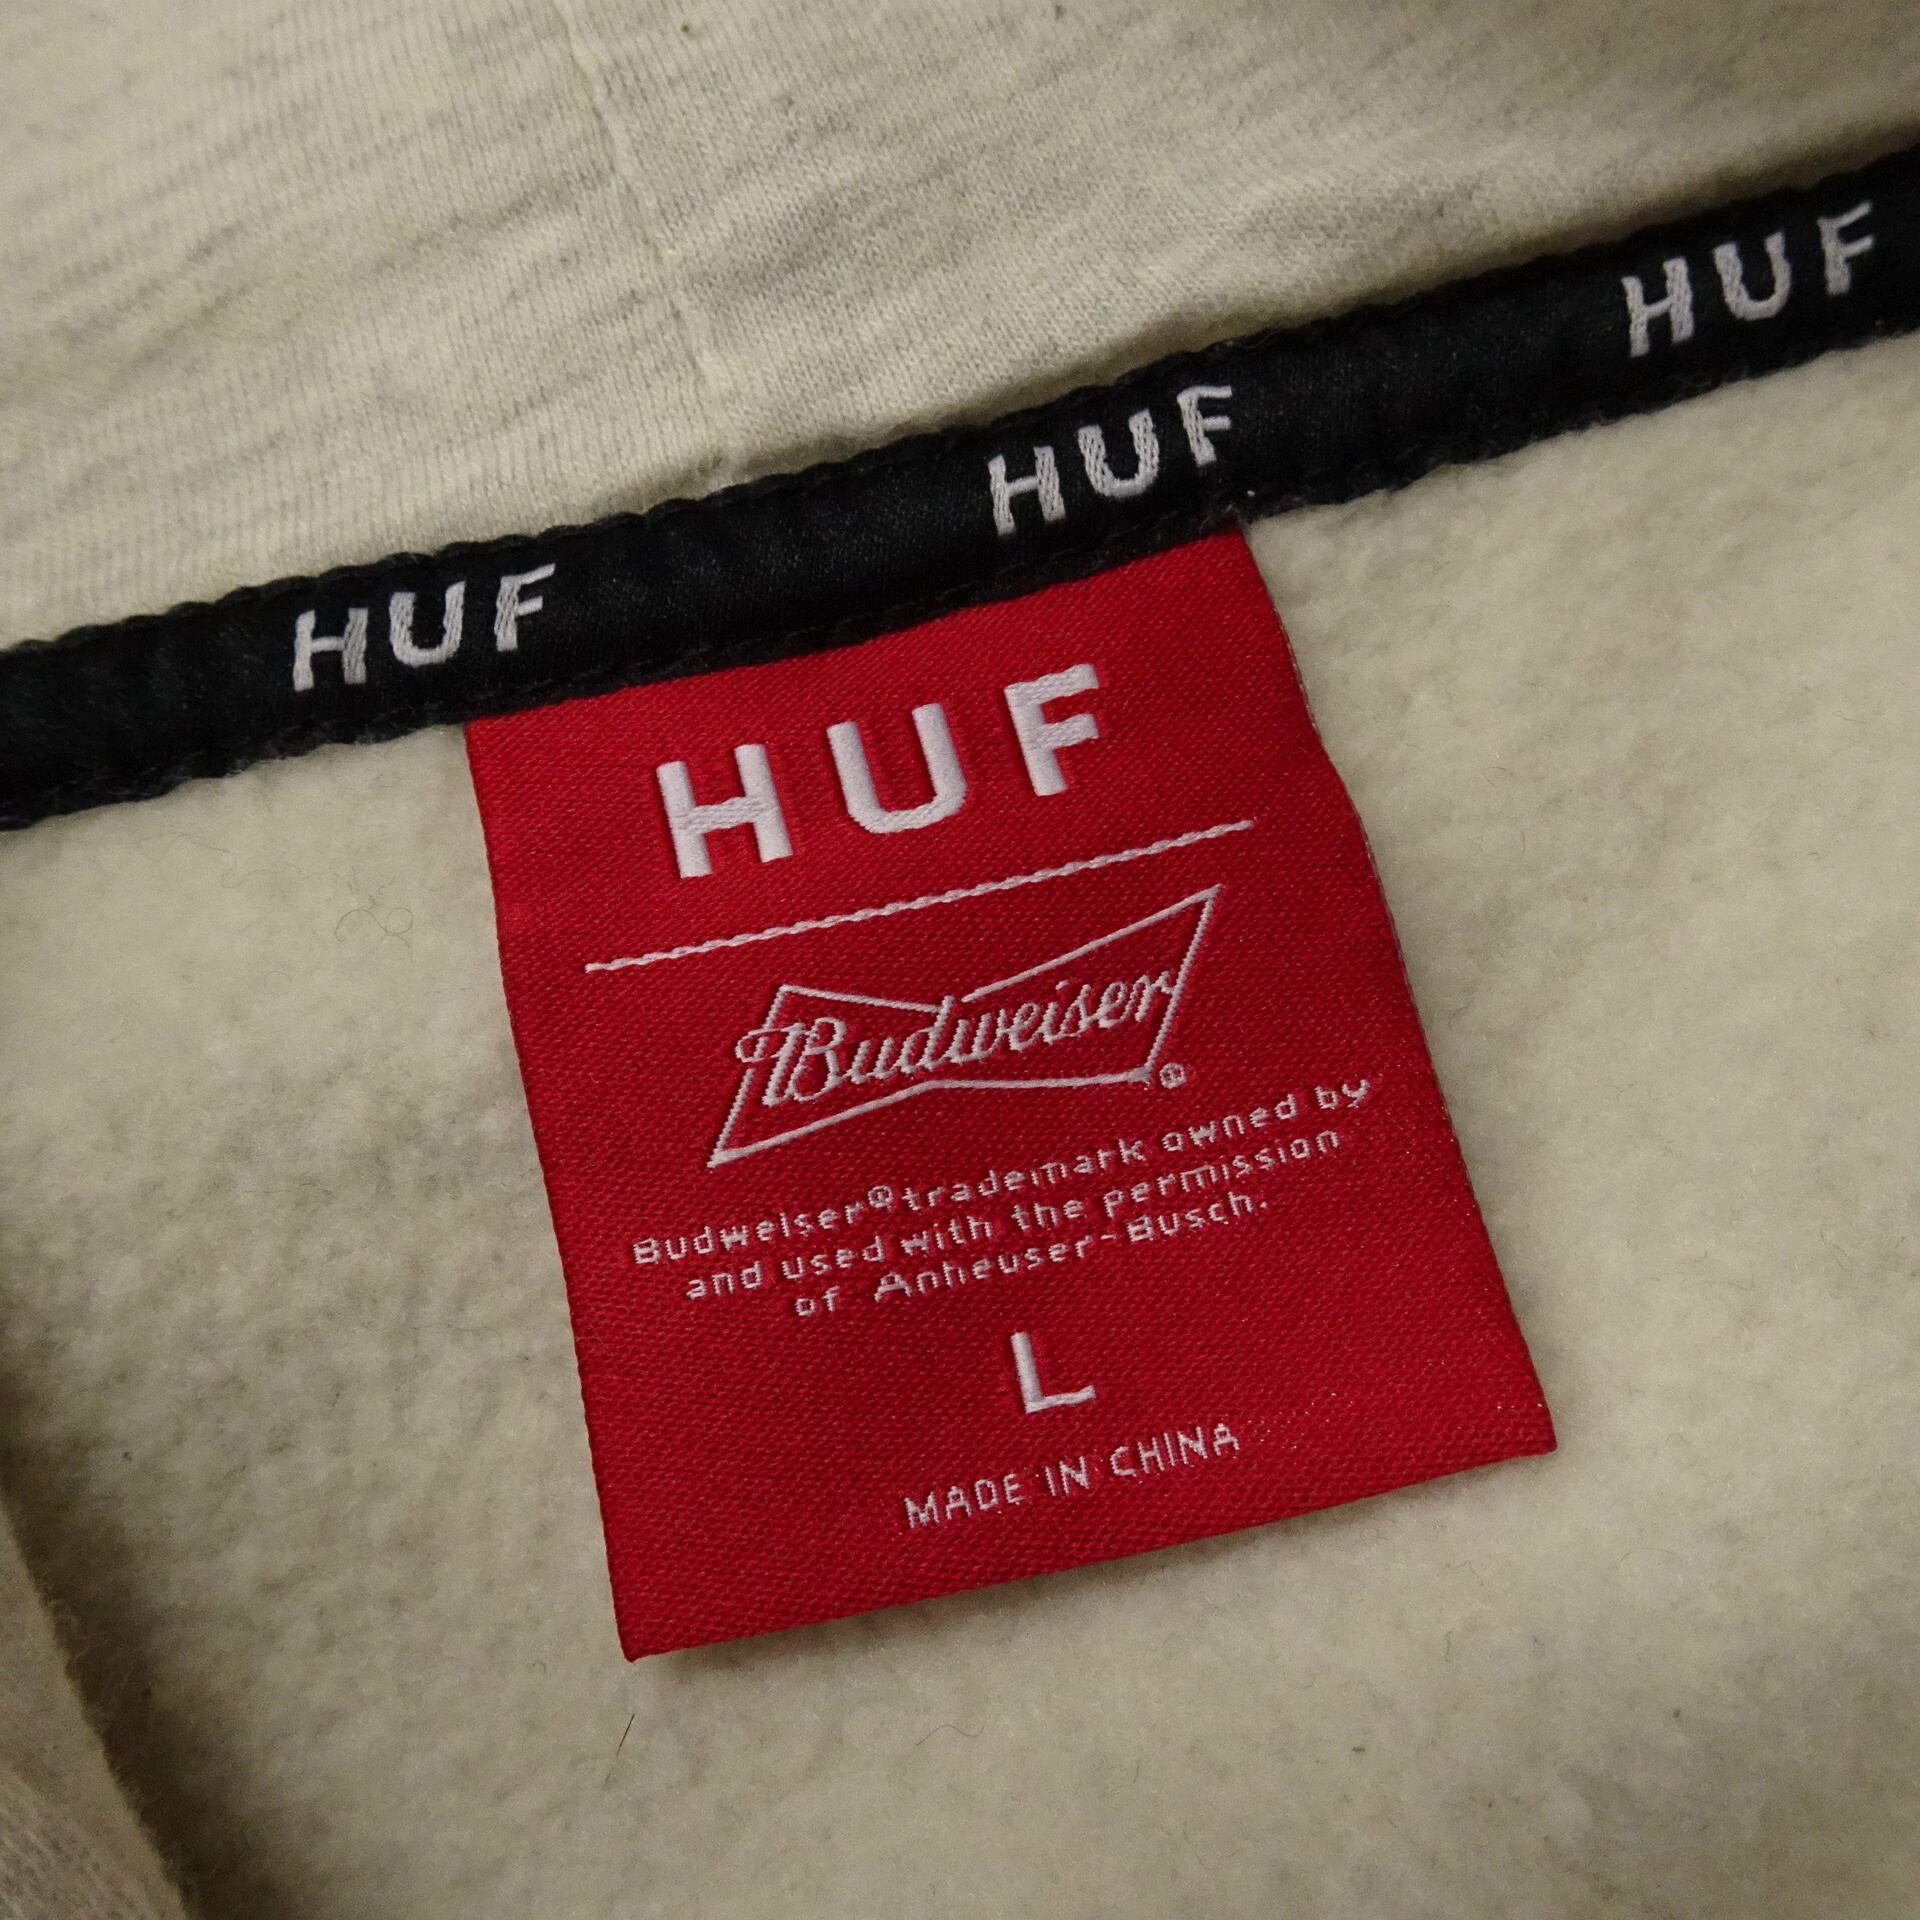 HUF
HUF
HUF
HUF
Budweiser®
Budweiser® trademark owned by
and used with the permission
of Anheuser-Busch.
L
MADE IN CHINA